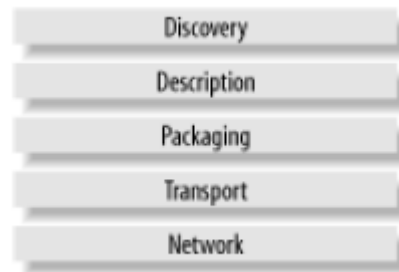 Discovery
Description
Packaging
Transport
Network